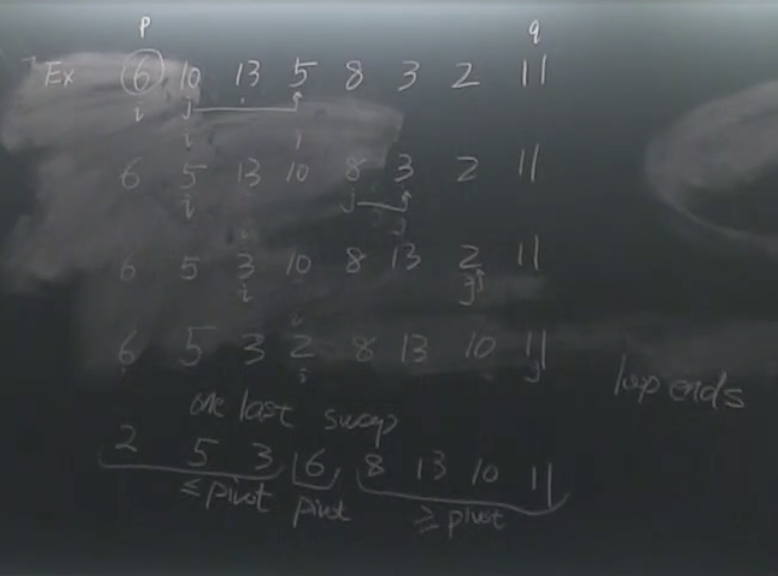 p q
Ex 6 10 13 5 8 3 2 11
i j
i
6 5 13 10 8 3 2 11
i j
6 5 3 10 8 13 2 11
i j
6 5 3 2 8 13 10 11
i j
loop ends
one last swap
2 5 3 6 8 13 10 11
≤ pivot pivot ≥ pivot